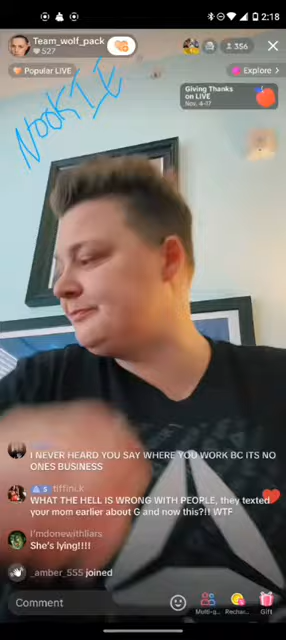 2:18
Team_wolf_pack
527
356
Popular LIVE
Explore >
Giving Thanks
on LIVE
Nov. 4-17
NOOKII
I NEVER HEARD YOU SAY WHERE YOU WORK BC ITS NO
ONES BUSINESS
tiffini.k
WHAT THE HELL IS WRONG WITH PEOPLE, they texted
your mom earlier about G and now this?!! WTF
I'mdonewithliars
She's lying!!!!
_amber_555 joined
Comment
Multi-g...
Rechar...
Gift